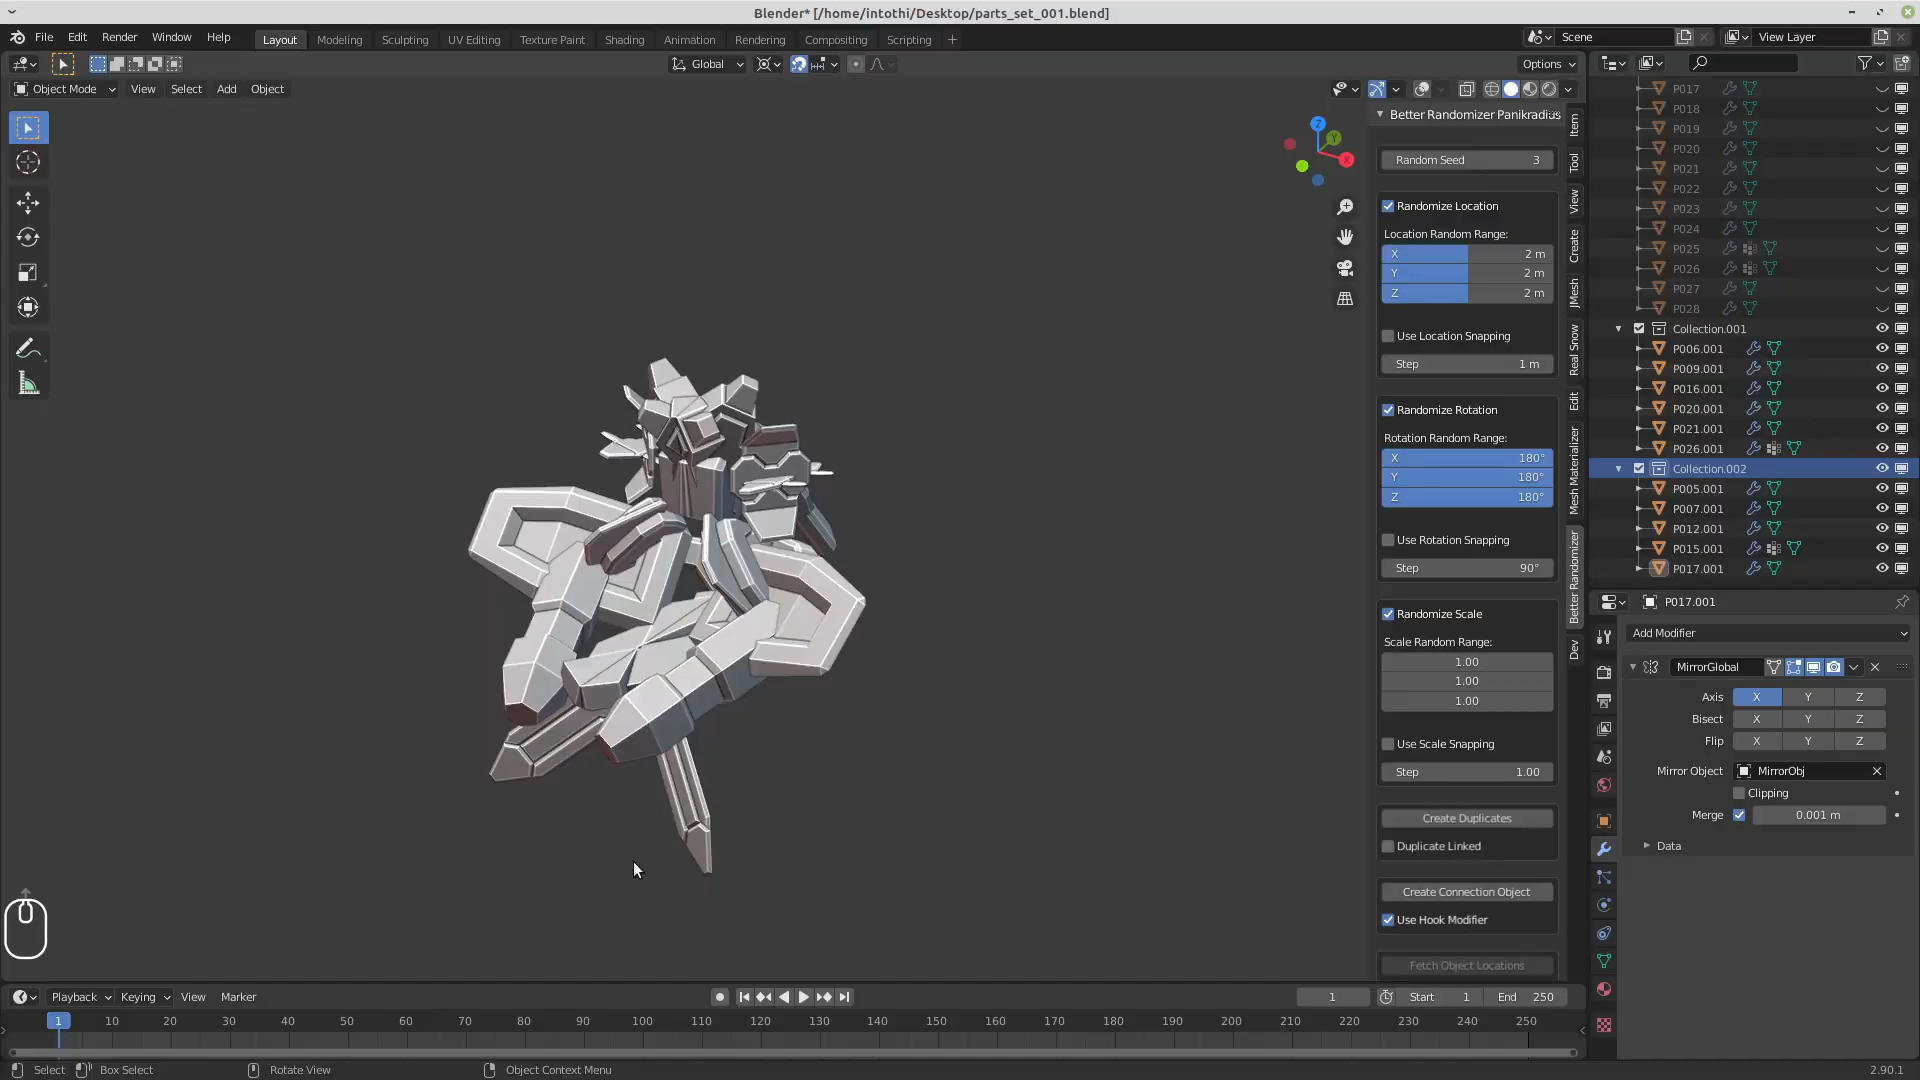 Blender* [/home/intothi/Desktop/parts_set_001.blend]
File Edit Render Window Help
Layout Modeling Sculpting UV Editing Texture Paint Shading Animation Rendering Compositing Scripting
Scene
View Layer
Global
Options
Object Mode View Select Add Object
Z
Y
X
Better Randomizer Panikradius
Random Seed 3
Randomize Location
Location Random Range:
X 2 m
Y 2 m
Z 2 m
Use Location Snapping
Step 1 m
Randomize Rotation
Rotation Random Range:
X 180°
Y 180°
Z 180°
Use Rotation Snapping
Step 90°
Randomize Scale
Scale Random Range:
1.00
1.00
1.00
Use Scale Snapping
Step 1.00
Create Duplicates
Duplicate Linked
Create Connection Object
Use Hook Modifier
Fetch Object Locations
Item
Tool
View
Create
JMesh
Real Snow
Edit
Mesh Materializer
Better Randomizer
Dev
P017
P018
P019
P020
P021
P022
P023
P024
P025
P026
P027
P028
Collection.001
P006.001
P009.001
P016.001
P020.001
P021.001
P026.001
Collection.002
P005.001
P007.001
P012.001
P015.001
P017.001
P017.001
Add Modifier
MirrorGlobal
Axis X Y Z
Bisect X Y Z
Flip X Y Z
Mirror Object MirrorObj
Clipping
Merge 0.001 m
Data
Playback Keying View Marker
1 Start 1 End 250
1 10 20 30 40 50 60 70 80 90 100 110 120 130 140 150 160 170 180 190 200 210 220 230 240 250
Select Box Select Rotate View Object Context Menu 2.90.1